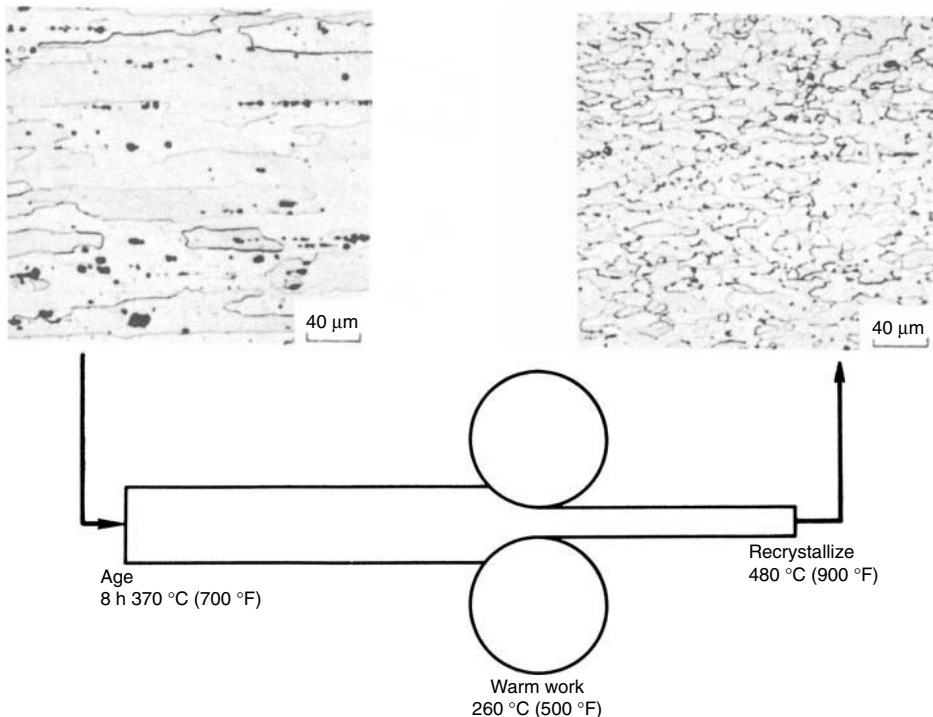 40 μm
40 μm
Age
8 h 370 °C (700 °F)
Recrystallize
480 °C (900 °F)
Warm work
260 °C (500 °F)